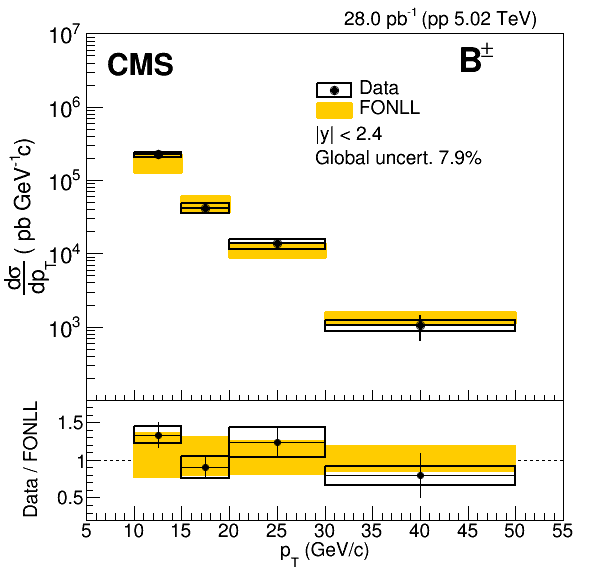 28.0 pb⁻¹ (pp 5.02 TeV)
CMS
B±
Data
FONLL
|y| < 2.4
Global uncert. 7.9%
10⁷
10⁶
10⁵
10⁴
10³
dσ/dp_T ( pb GeV⁻¹c)
1.5
1
0.5
Data / FONLL
5 10 15 20 25 30 35 40 45 50 55
p_T (GeV/c)